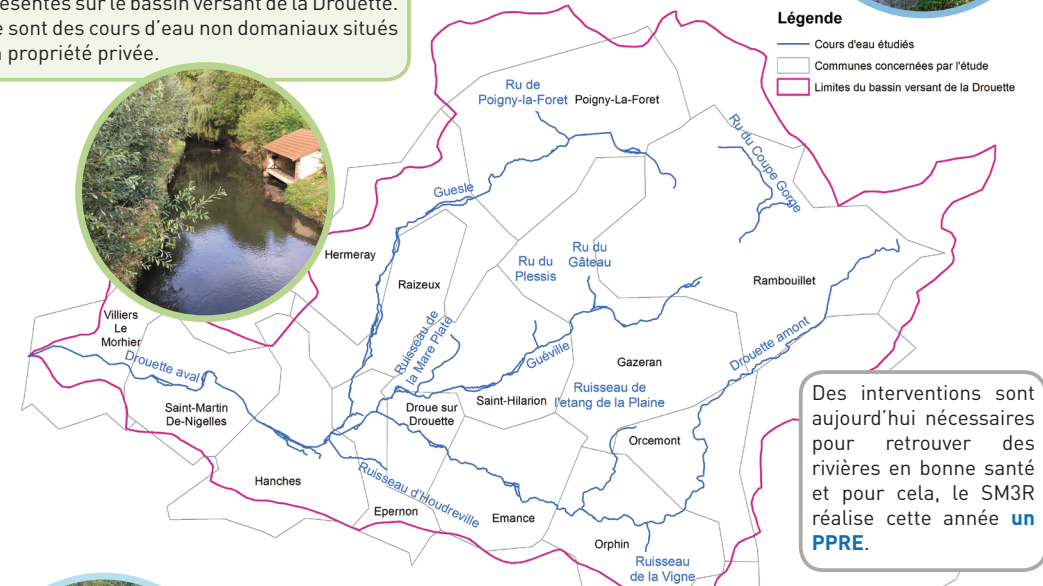 ésentes sur le bassin versant de la Drouette.
e sont des cours d'eau non domaniaux situés
propriété privée.
Légende
Cours d'eau étudiés
Communes concernées par l'étude
Limites du bassin versant de la Drouette
Ru de
Poigny-la-Foret
Poigny-La-Foret
Ru du Coupe Gorge
Guesle
Hermeray
Raizeux
Ru du
Plessis
Ru du
Gâteau
Rambouillet
Villiers
Le
Morhier
Drouette aval
Ruisseau de
la Mare Plate
Guéville
Gazeran
Drouette amont
Saint-Martin
De-Nigelles
Droue sur
Drouette
Saint-Hilarion
Ruisseau de
l'etang de la Plaine
Orcemont
Hanches
Ruisseau d'Houdreville
Epernon
Emance
Orphin
Ruisseau
de la Vigne
Des interventions sont
aujourd'hui nécessaires
pour retrouver des
rivières en bonne santé
et pour cela, le SM3R
réalise cette année un
PPRE.